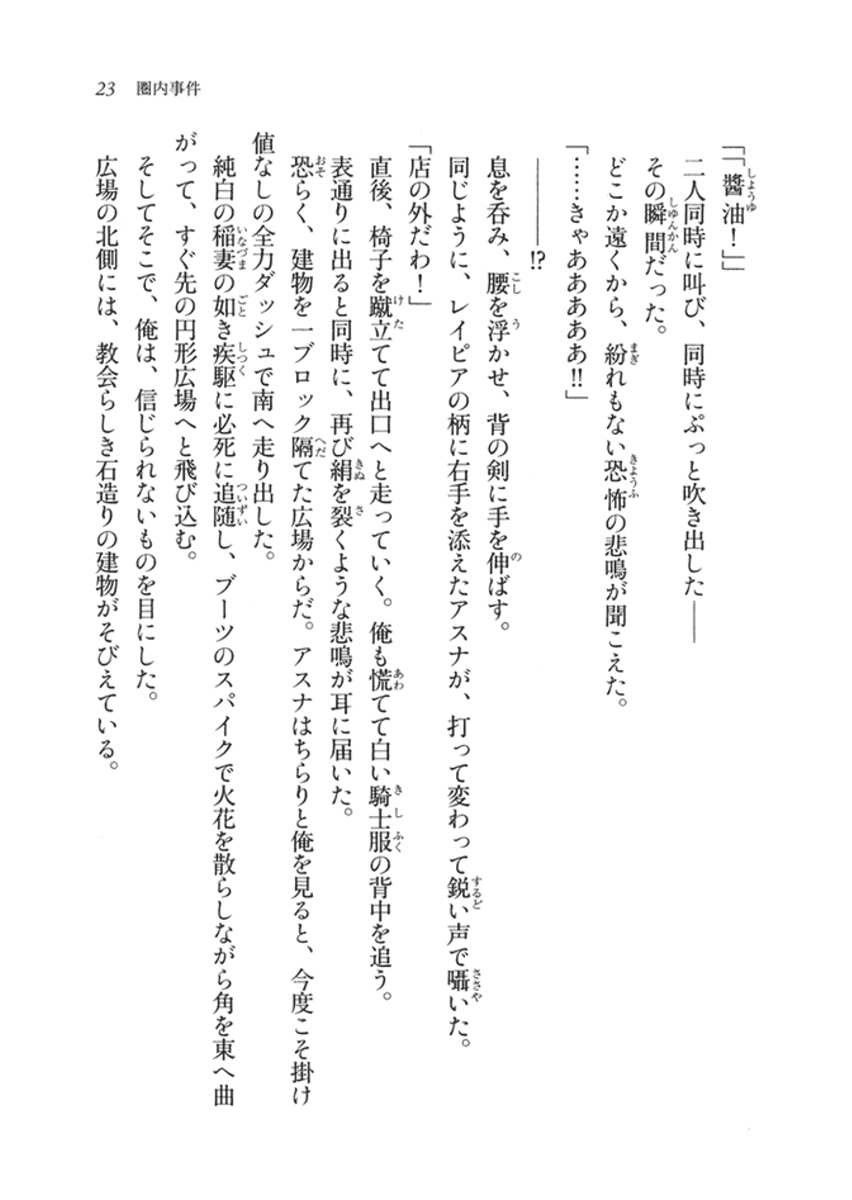 23 圏内事件
「「醬油！」」
二人同時に叫び、同時にぷっと吹き出した――
その瞬間だった。
どこか遠くから、紛れもない恐怖の悲鳴が聞こえた。
「……きゃあああああ!!」
――――!?
息を呑み、腰を浮かせ、背の剣に手を伸ばす。
同じように、レイピアの柄に右手を添えたアスナが、打って変わって鋭い声で囁いた。
「店の外だわ！」
直後、椅子を蹴立てて出口へと走っていく。俺も慌てて白い騎士服の背中を追う。
表通りに出ると同時に、再び絹を裂くような悲鳴が耳に届いた。
恐らく、建物を一ブロック隔てた広場からだ。アスナはちらりと俺を見ると、今度こそ掛け
値なしの全力ダッシュで南へ走り出した。
純白の稲妻の如き疾駆に必死に追随し、ブーツのスパイクで火花を散らしながら角を東へ曲
がって、すぐ先の円形広場へと飛び込む。
そしてそこで、俺は、信じられないものを目にした。
広場の北側には、教会らしき石造りの建物がそびえている。